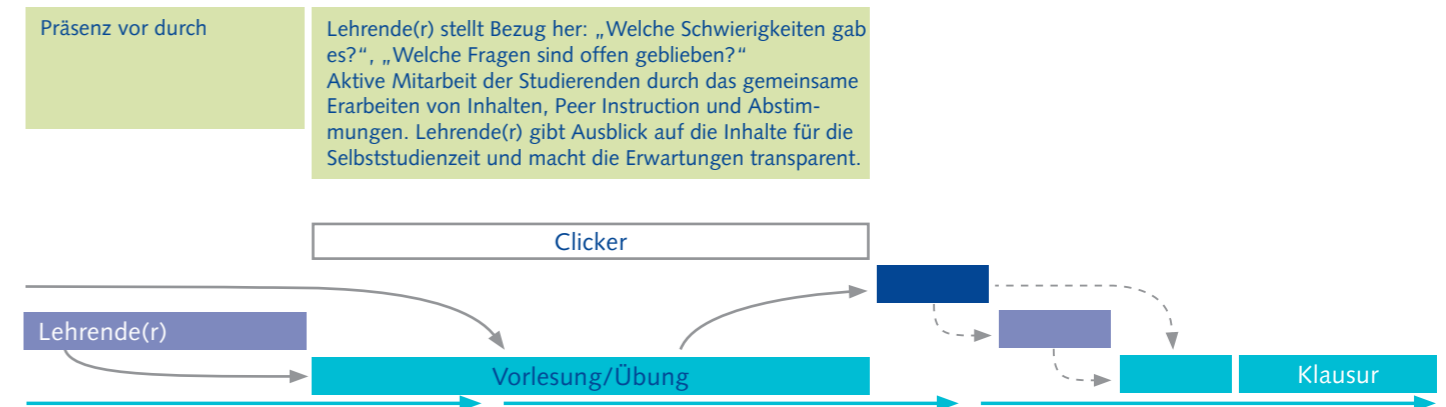 Präsenz vor durch
Lehrende(r) stellt Bezug her: „Welche Schwierigkeiten gab
es?“, „Welche Fragen sind offen geblieben?“
Aktive Mitarbeit der Studierenden durch das gemeinsame
Erarbeiten von Inhalten, Peer Instruction und Abstim-
mungen. Lehrende(r) gibt Ausblick auf die Inhalte für die
Selbststudienzeit und macht die Erwartungen transparent.
Clicker
Lehrende(r)
Vorlesung/Übung
Klausur